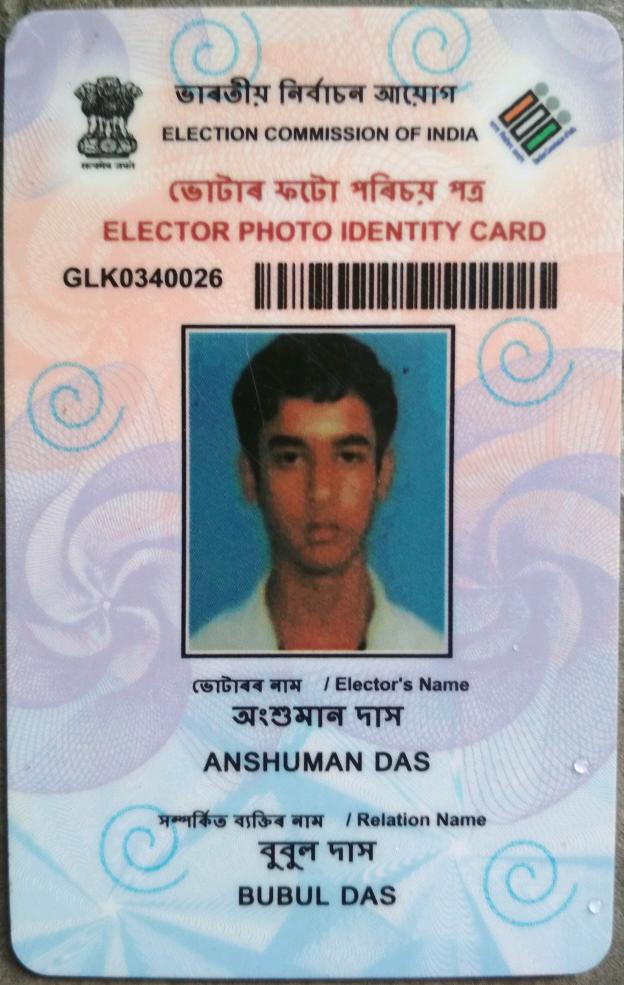 ভাৰতীয় নিৰ্বাচন আয়োগ
ELECTION COMMISSION OF INDIA
ভোটাৰ ফটো পৰিচয় পত্ৰ
ELECTOR PHOTO IDENTITY CARD
GLK0340026
ভোটাৰৰ নাম / Elector's Name
অংশুমান দাস
ANSHUMAN DAS
সম্পৰ্কিত ব্যক্তিৰ নাম / Relation Name
বুবুল দাস
BUBUL DAS